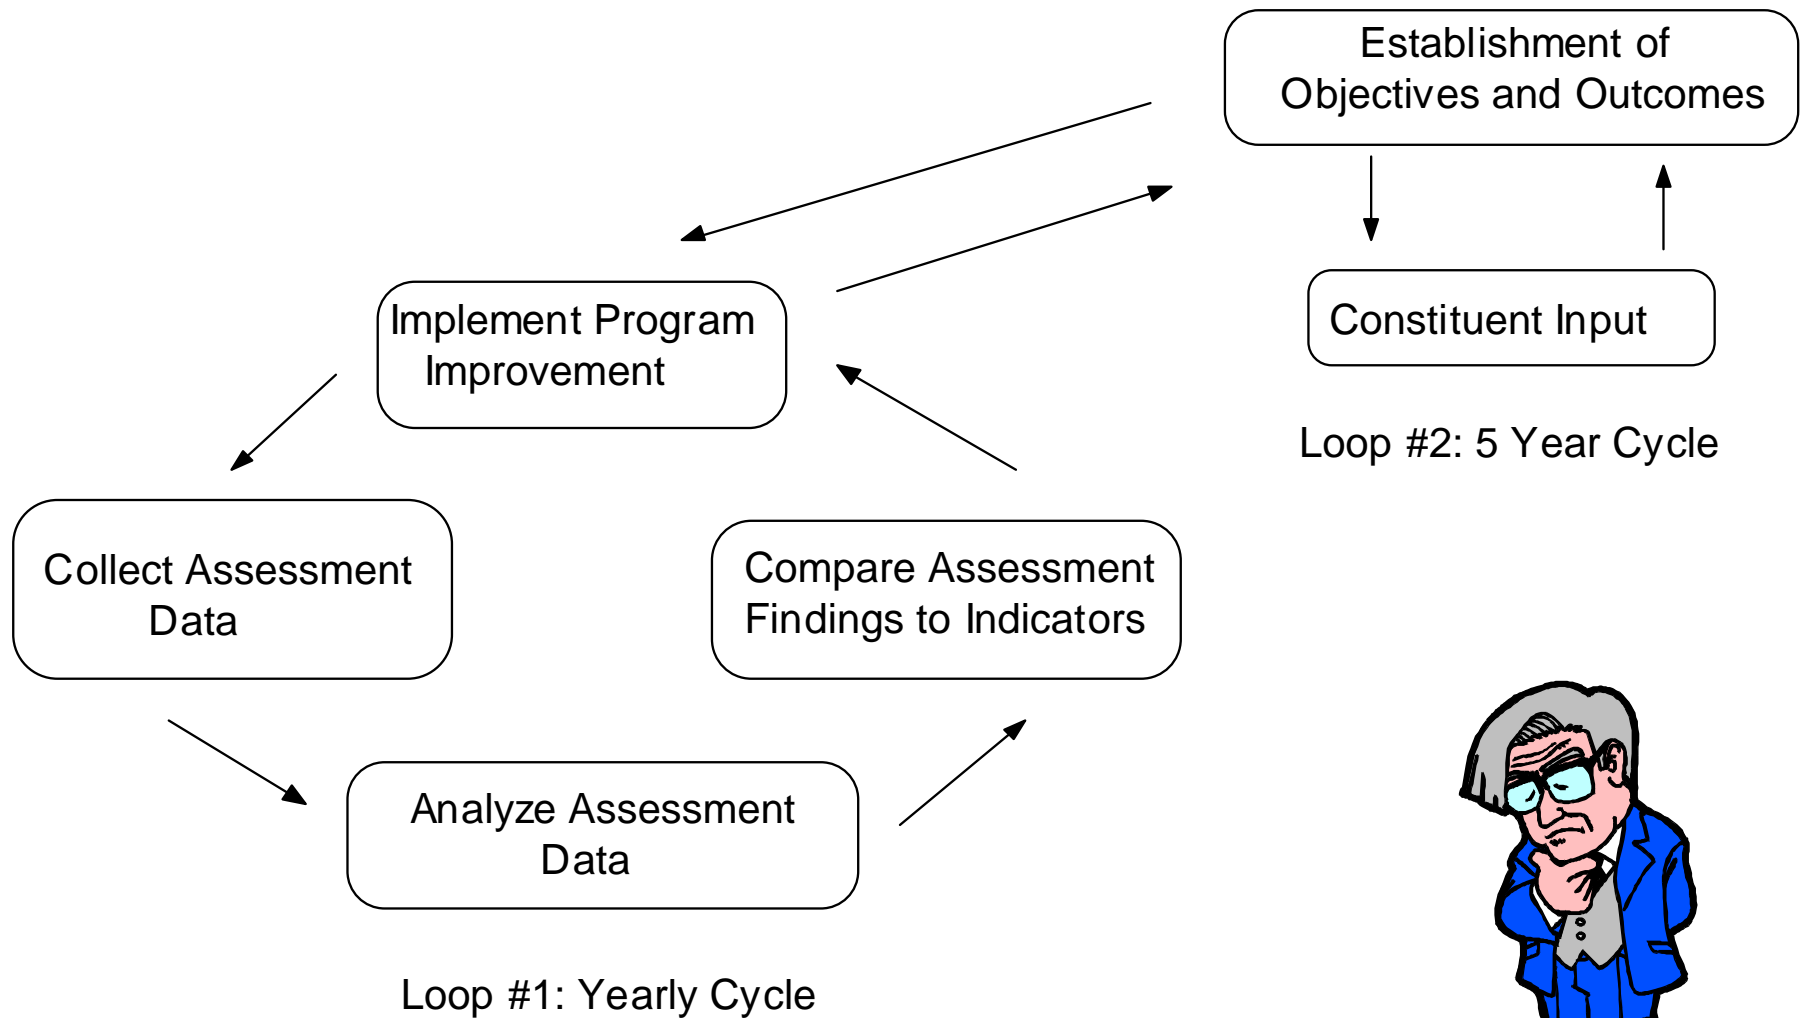 Establishment of
Objectives and Outcomes
Implement Program
Improvement
Constituent Input
Loop #2: 5 Year Cycle
Collect Assessment
Data
Compare Assessment
Findings to Indicators
Analyze Assessment
Data
Loop #1: Yearly Cycle